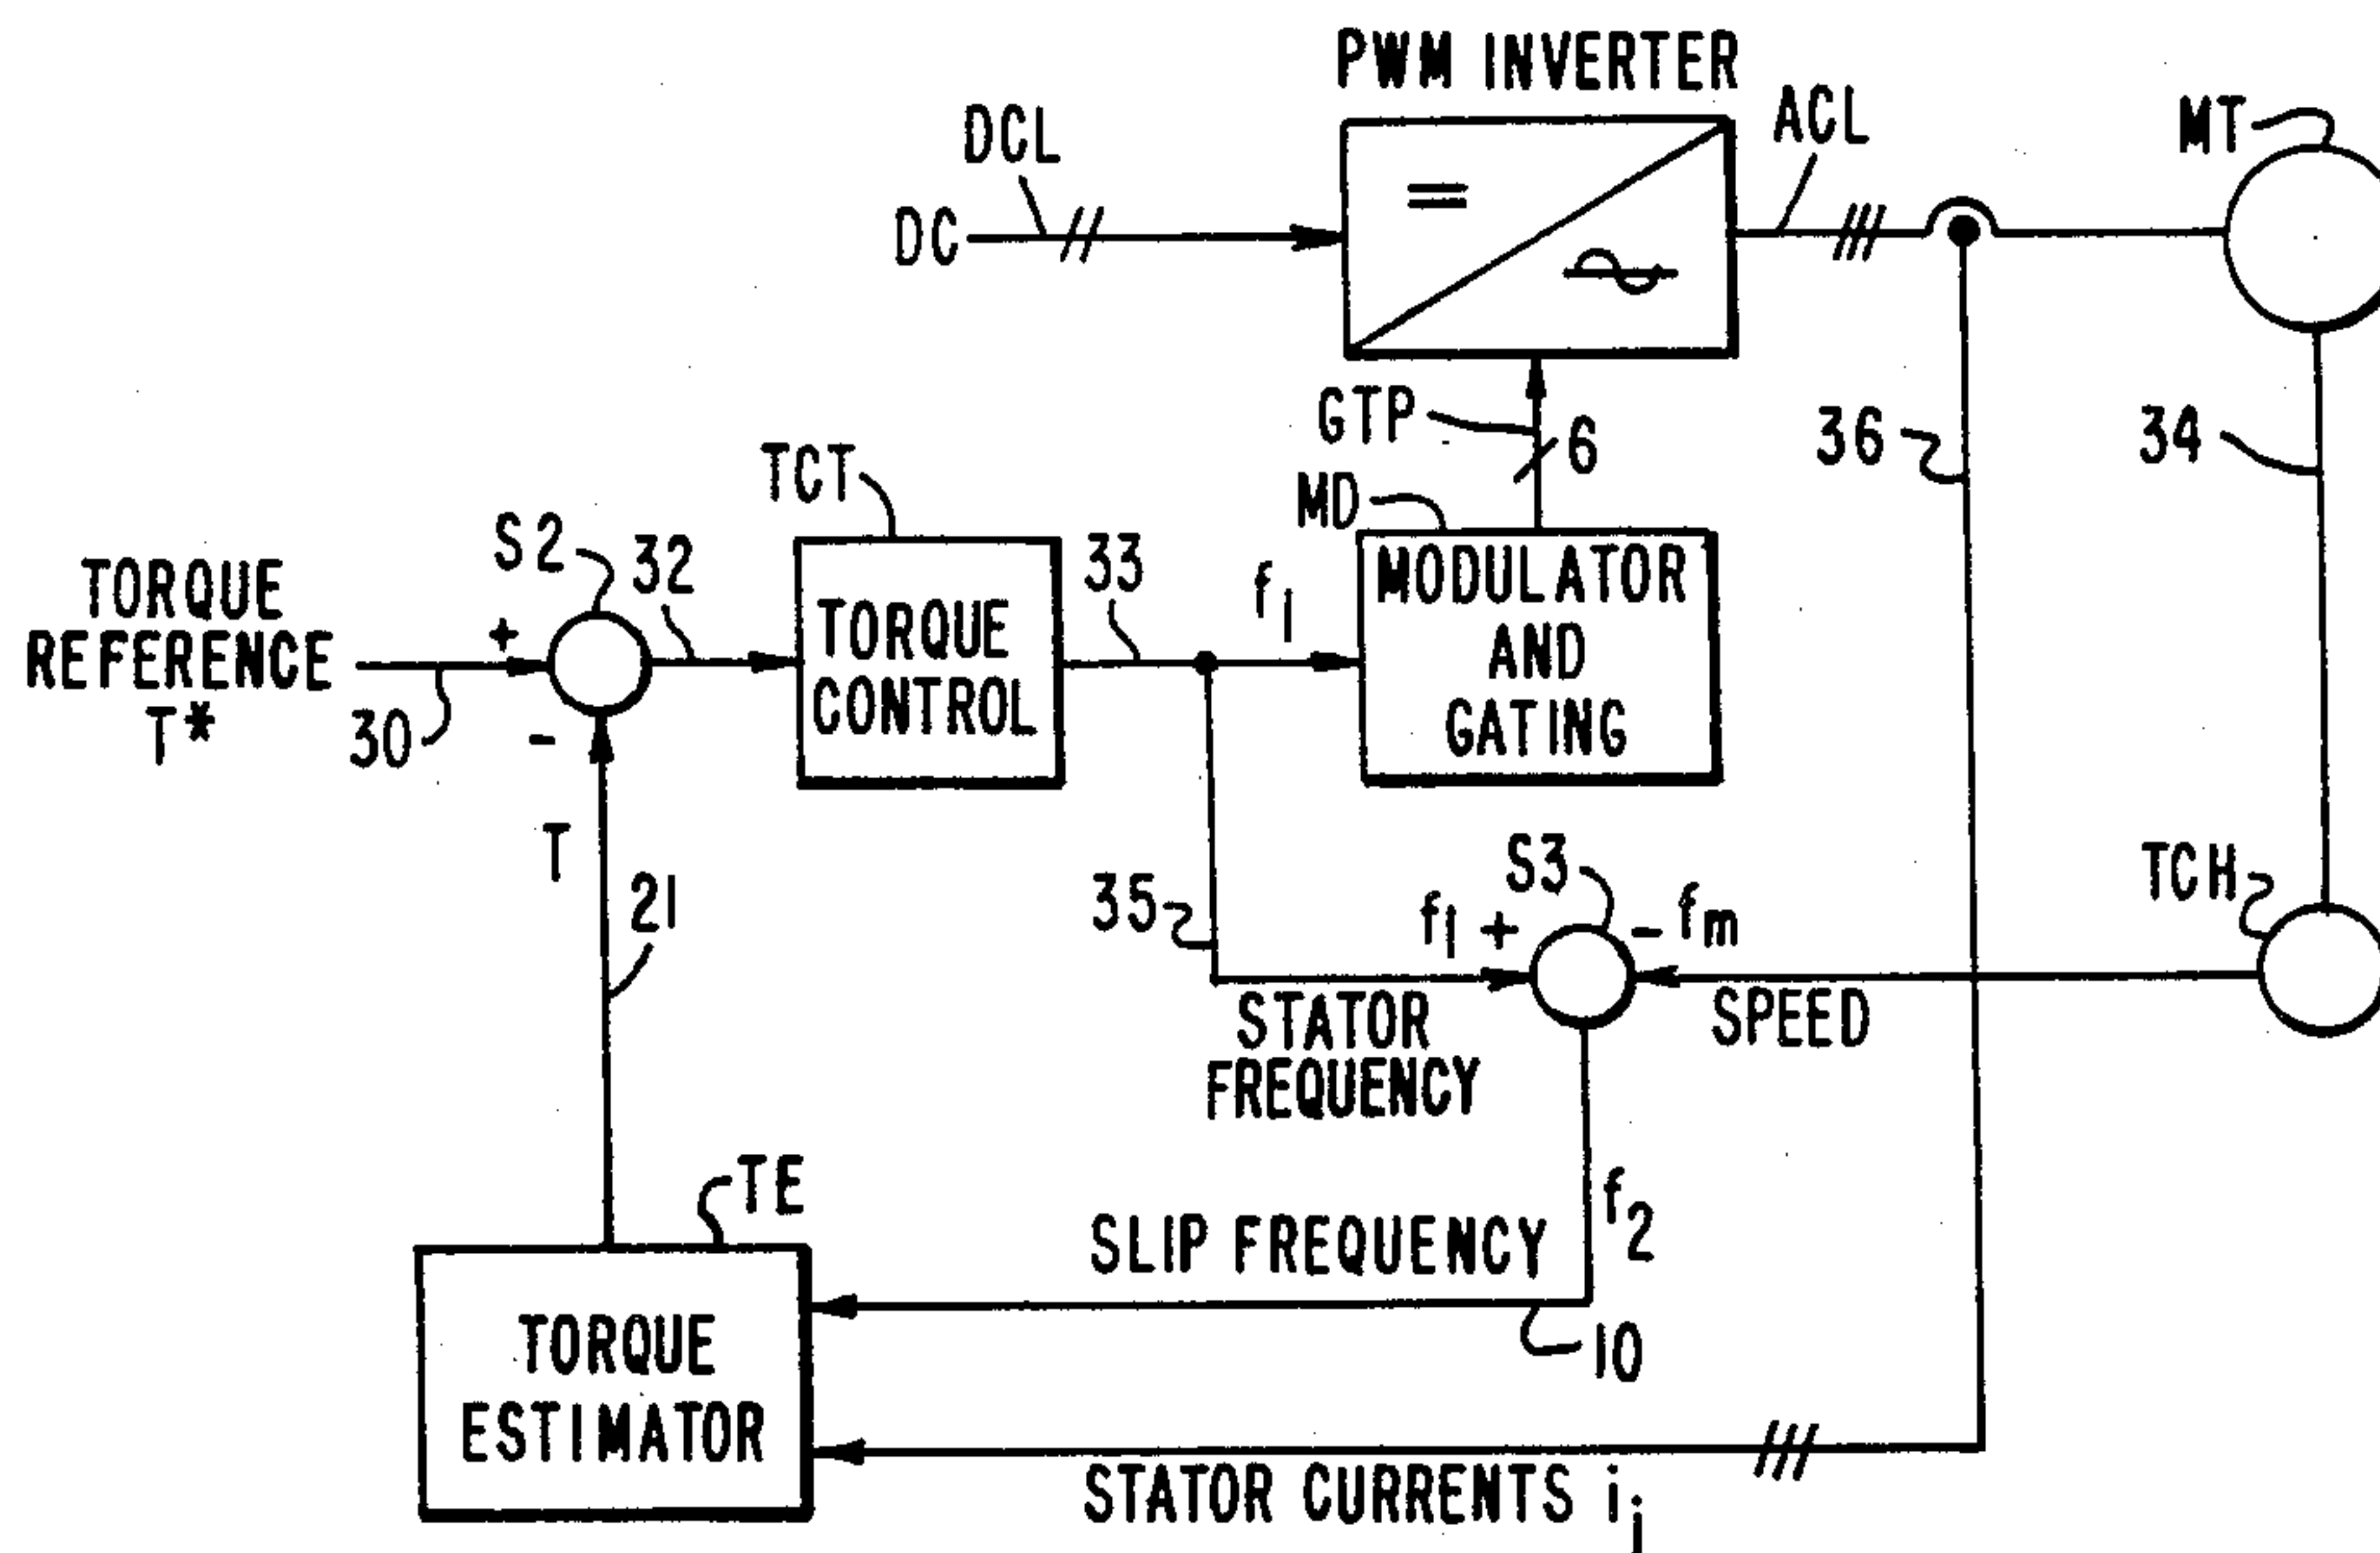 PWM INVERTER
DCL
ACL
MT
DC
GTP
6
36
34
TCT
MD
S2
32
33
f1
MODULATOR
AND
GATING
TORQUE
REFERENCE
T*
+
30
-
TORQUE
CONTROL
T
21
35
S3
TCH
f1 +
- fm
STATOR
FREQUENCY
SPEED
TE
SLIP FREQUENCY
f2
10
TORQUE
ESTIMATOR
STATOR CURRENTS ij